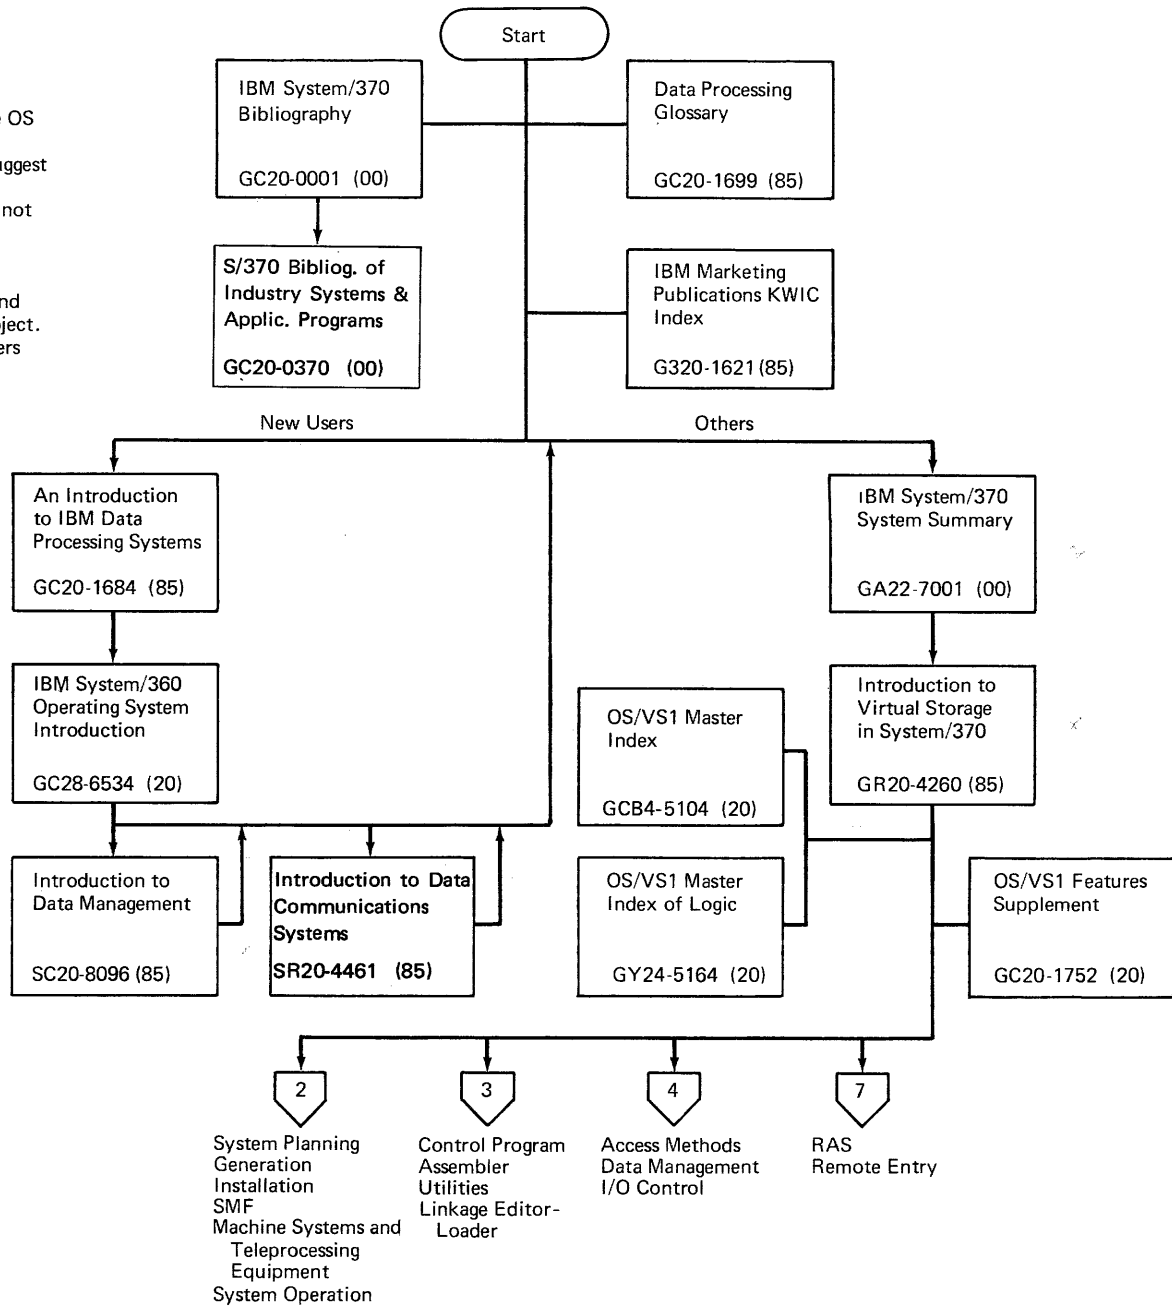 Start
IBM System/370
Bibliography
GC20-0001 (00)
Data Processing
Glossary
GC20-1699 (85)
OS
uggest
not
nd
ject.
ers
S/370 Bibliog. of
Industry Systems &
Applic. Programs
GC20-0370 (00)
IBM Marketing
Publications KWIC
Index
G320-1621 (85)
New Users
Others
An Introduction
to IBM Data
Processing Systems
GC20-1684 (85)
IBM System/370
System Summary
GA22-7001 (00)
IBM System/360
Operating System
Introduction
GC28-6534 (20)
OS/VS1 Master
Index
GCB4-5104 (20)
Introduction to
Virtual Storage
in System/370
GR20-4260 (85)
Introduction to
Data Management
SC20-8096 (85)
Introduction to Data
Communications
Systems
SR20-4461 (85)
OS/VS1 Master
Index of Logic
GY24-5164 (20)
OS/VS1 Features
Supplement
GC20-1752 (20)
2
System Planning
Generation
Installation
SMF
Machine Systems and
Teleprocessing
Equipment
System Operation
3
Control Program
Assembler
Utilities
Linkage Editor-
Loader
4
Access Methods
Data Management
I/O Control
7
RAS
Remote Entry